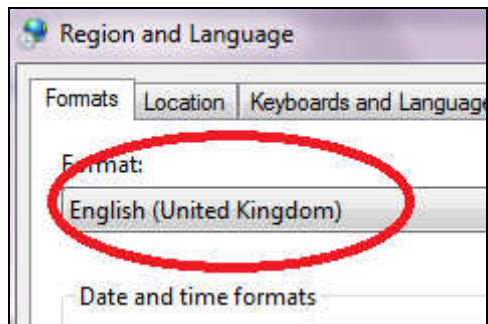 Region and Language
Formats Location Keyboards and Language
Format:
English (United Kingdom)
Date and time formats